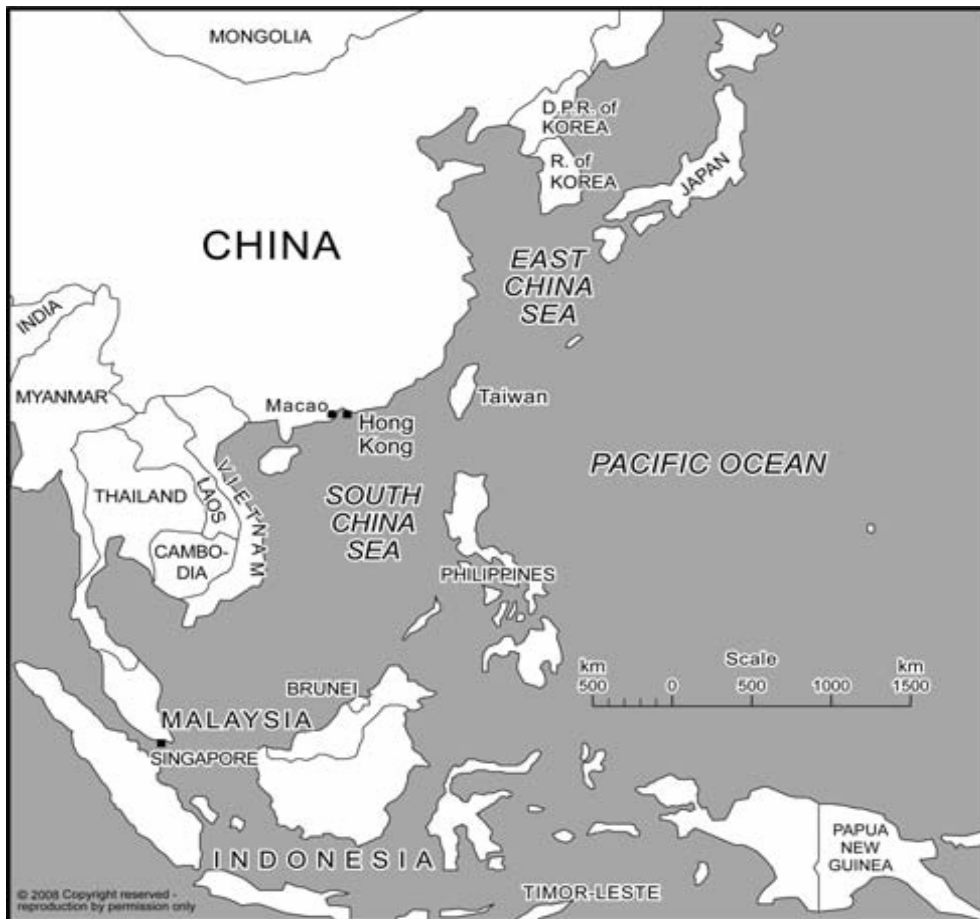 MONGOLIA
D.P.R. of
KOREA
R. of
KOREA
JAPAN
CHINA
EAST
CHINA
SEA
INDIA
MYANMAR
Macao
Hong
Kong
Taiwan
PACIFIC OCEAN
THAILAND
LAOS
VIETNAM
SOUTH
CHINA
SEA
CAMBO-
DIA
PHILIPPINES
km
Scale
km
500
0
500
1000
1500
BRUNEI
MALAYSIA
SINGAPORE
INDONESIA
PAPUA
NEW
GUINEA
TIMOR-LESTE
© 2008 Copyright reserved -
reproduction by permission only